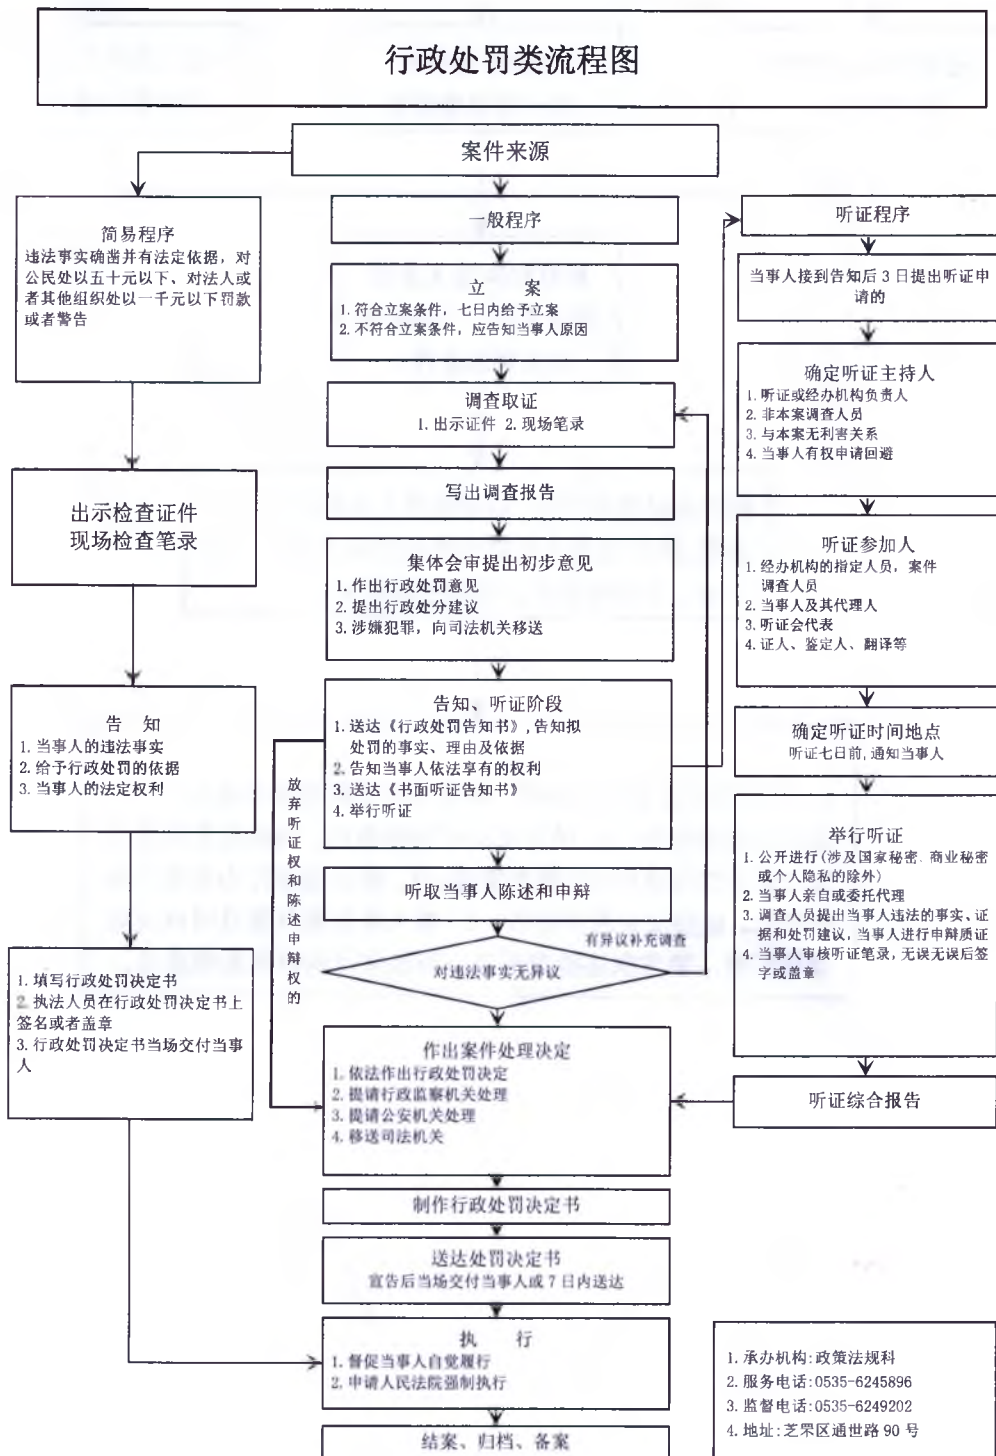 行政处罚类流程图
案件来源
简易程序
违法事实确凿并有法定依据，对
公民处以五十元以下、对法人或
者其他组织处以一千元以下罚款
或者警告
出示检查证件
现场检查笔录
告 知
1. 当事人的违法事实
2. 给予行政处罚的依据
3. 当事人的法定权利
1. 填写行政处罚决定书
2. 执法人员在行政处罚决定书上
签名或者盖章
3. 行政处罚决定书当场交付当事
人
一般程序
立 案
1. 符合立案条件，七日内给予立案
2. 不符合立案条件，应告知当事人原因
调查取证
1. 出示证件 2. 现场笔录
写出调查报告
集体会审提出初步意见
1. 作出行政处罚意见
2. 提出行政处分建议
3. 涉嫌犯罪，向司法机关移送
告知、听证阶段
1. 送达《行政处罚告知书》，告知拟
处罚的事实、理由及依据
2. 告知当事人依法享有的权利
3. 送达《书面听证告知书》
4. 举行听证
放弃听证权和陈述申辩权的
听取当事人陈述和申辩
有异议补充调查
对违法事实无异议
作出案件处理决定
1. 依法作出行政处罚决定
2. 提请行政监察机关处理
3. 提请公安机关处理
4. 移送司法机关
制作行政处罚决定书
送达处罚决定书
宣告后当场交付当事人或 7 日内送达
执 行
1. 督促当事人自觉履行
2. 申请人民法院强制执行
结案、归档、备案
听证程序
当事人接到告知后 3 日提出听证申
请的
确定听证主持人
1. 听证或经办机构负责人
2. 非本案调查人员
3. 与本案无利害关系
4. 当事人有权申请回避
听证参加人
1. 经办机构的指定人员，案件
调查人员
2. 当事人及其代理人
3. 听证会代表
4. 证人、鉴定人、翻译等
确定听证时间地点
听证七日前，通知当事人
举行听证
1. 公开进行(涉及国家秘密、商业秘密
或个人隐私的除外)
2. 当事人亲自或委托代理
3. 调查人员提出当事人违法的事实、证
据和处罚建议，当事人进行申辩质证
4. 当事人审核听证笔录，无误无误后签
字或盖章
听证综合报告
1. 承办机构:政策法规科
2. 服务电话:0535-6245896
3. 监督电话:0535-6249202
4. 地址:芝罘区通世路 90 号